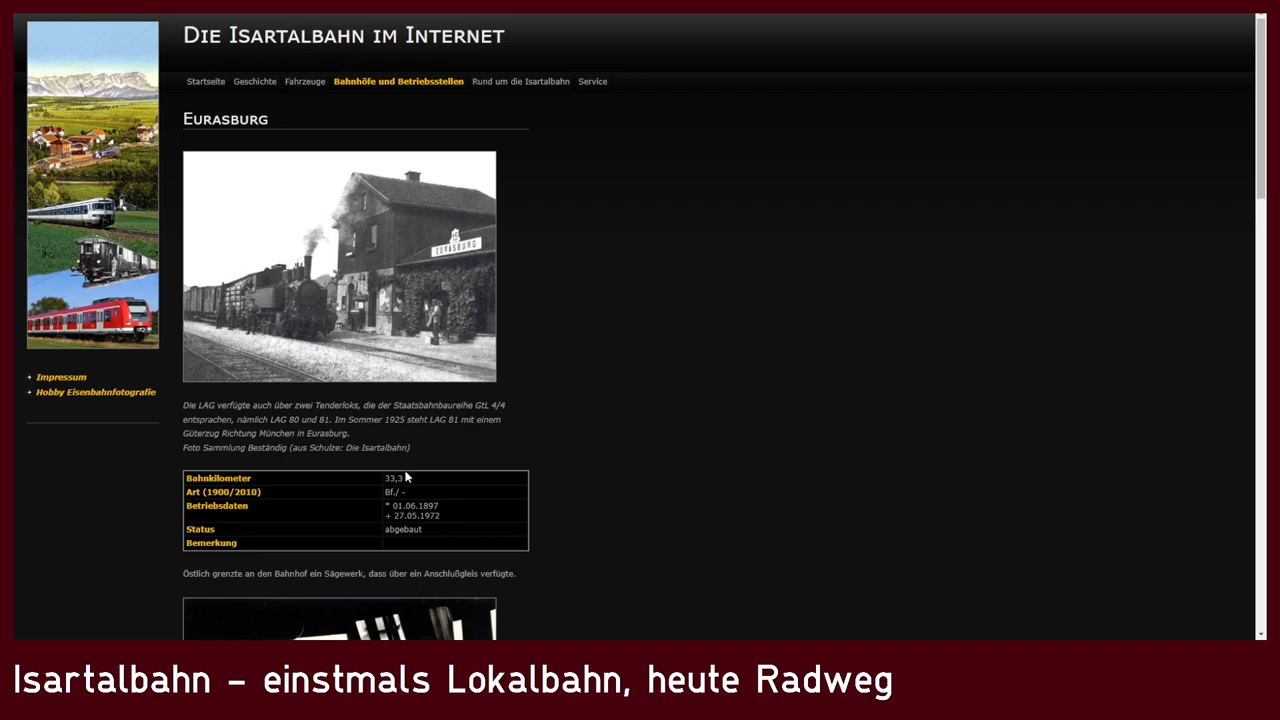 Die Isartalbahn im Internet
Startseite Geschichte Fahrzeuge Bahnhöfe und Betriebsstellen Rund um die Isartalbahn Service
Eurasburg
EURASBURG
Die LAG verfügte auch über zwei Tenderloks, die der Staatsbahnbaureihe GtL 4/4
entsprachen, nämlich LAG 80 und 81. Im Sommer 1925 steht LAG 81 mit einem
Güterzug Richtung München in Eurasburg.
Foto Sammlung Beständig (aus Schulze: Die Isartalbahn)
+ Impressum
+ Hobby Eisenbahnfotografie
Bahnkilometer 33,3
Art (1900/2010) Bf./ -
Betriebsdaten * 01.06.1897
+ 27.05.1972
Status abgebaut
Bemerkung
Östlich grenzte an den Bahnhof ein Sägewerk, dass über ein Anschlußgleis verfügte.
Isartalbahn – einstmals Lokalbahn, heute Radweg